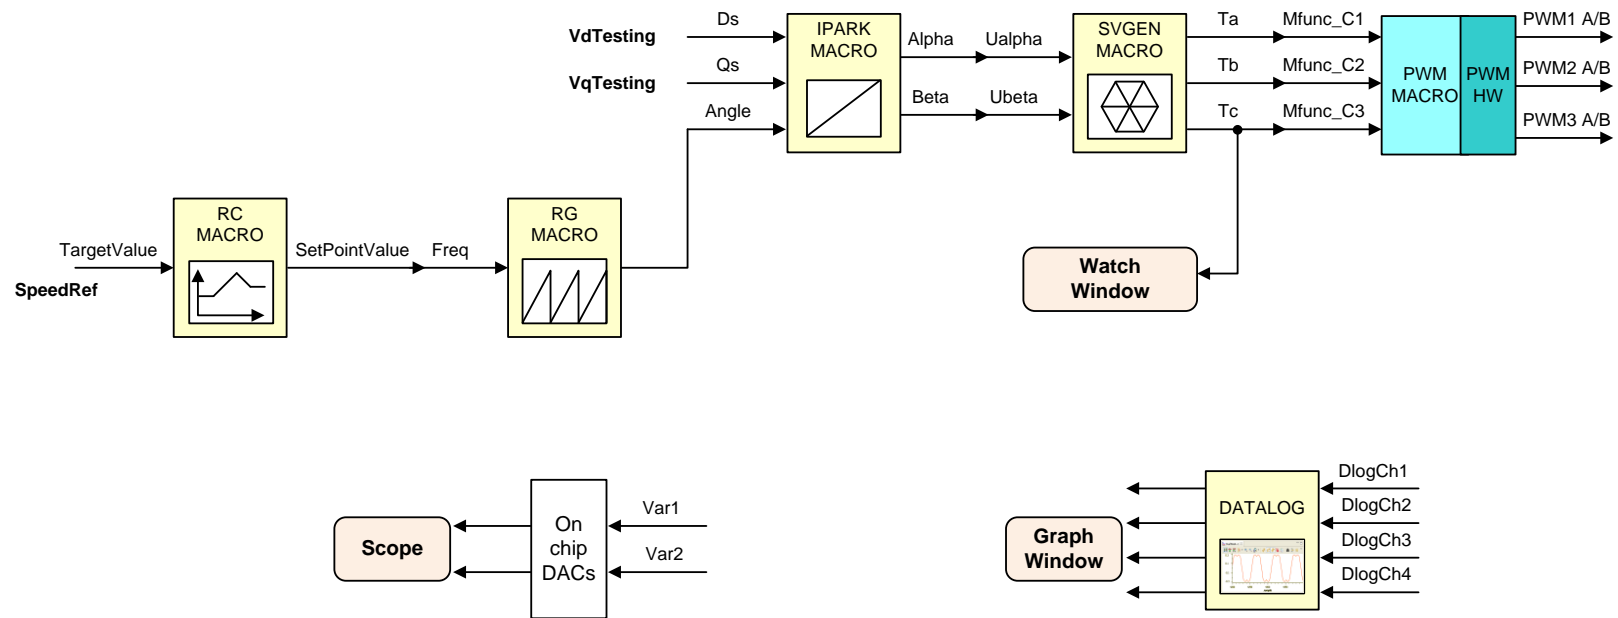 Ds
VdTesting
Qs
VqTesting
Angle
IPARK
MACRO
Alpha
Ualpha
Beta
Ubeta
SVGEN
MACRO
Ta
Mfunc_C1
Tb
Mfunc_C2
Tc
Mfunc_C3
PWM
MACRO
PWM
HW
PWM1 A/B
PWM2 A/B
PWM3 A/B
TargetValue
SpeedRef
RC
MACRO
SetPointValue
Freq
RG
MACRO
Watch
Window
Scope
On
chip
DACs
Var1
Var2
Graph
Window
DATALOG
DlogCh1
DlogCh2
DlogCh3
DlogCh4